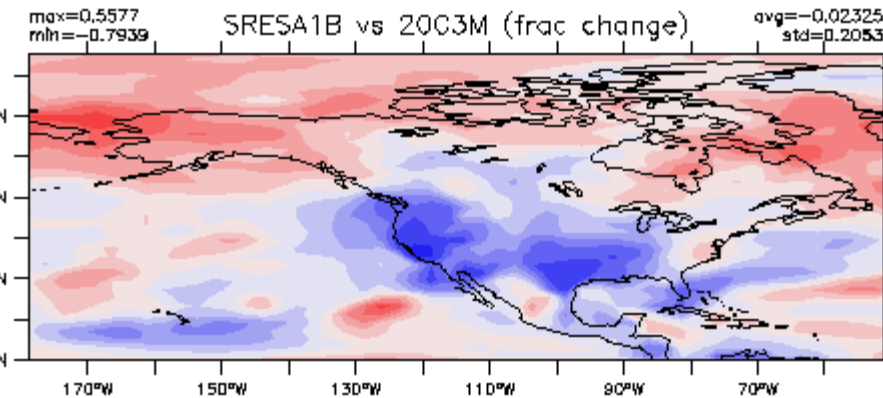 max=0.5577
min=-0.7939
SRESA1B vs 20C3M (frac change)
avg=-0.02325
std=0.2053
N
N
N
N
170°W 150°W 130°W 110°W 90°W 70°W